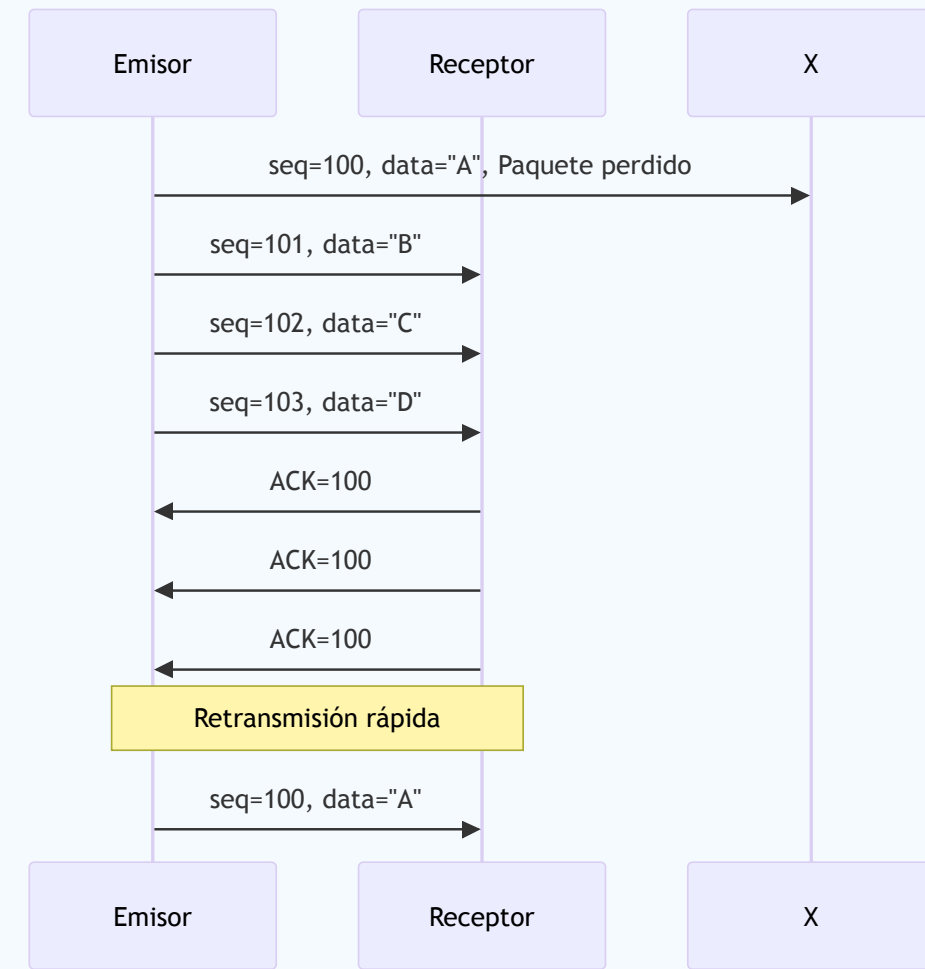 Emisor
Receptor
X
seq=100, data="A", Paquete perdido
seq=101, data="B"
seq=102, data="C"
seq=103, data="D"
ACK=100
ACK=100
ACK=100
Retransmisión rápida
seq=100, data="A"
Emisor
Receptor
X